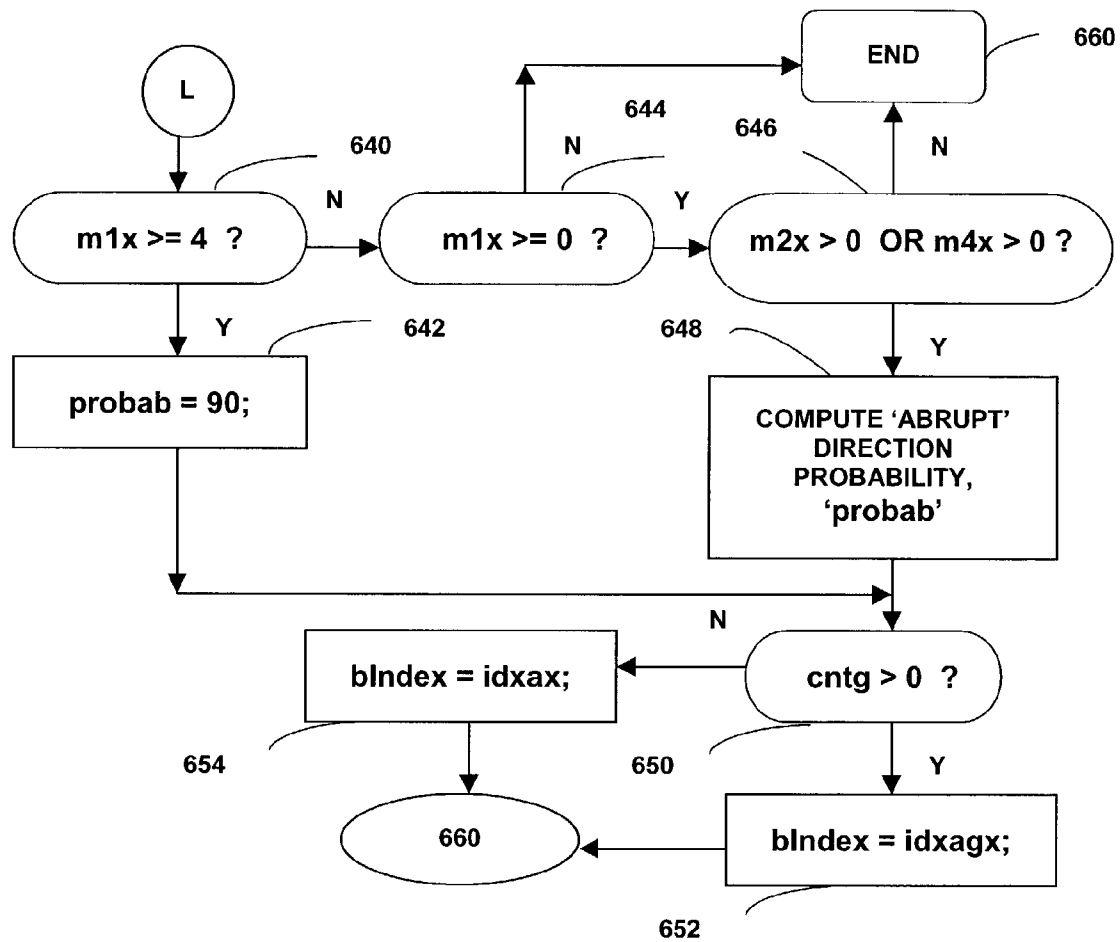 660
END
L
644
646
640
N
N
N
Y
m1x >= 4 ?
m1x >= 0 ?
m2x > 0 OR m4x > 0 ?
Y
642
648
Y
probab = 90;
COMPUTE ‘ABRUPT’
DIRECTION
PROBABILITY,
‘probab’
N
bIndex = idxax;
cntg > 0 ?
654
650
Y
660
bIndex = idxagx;
652